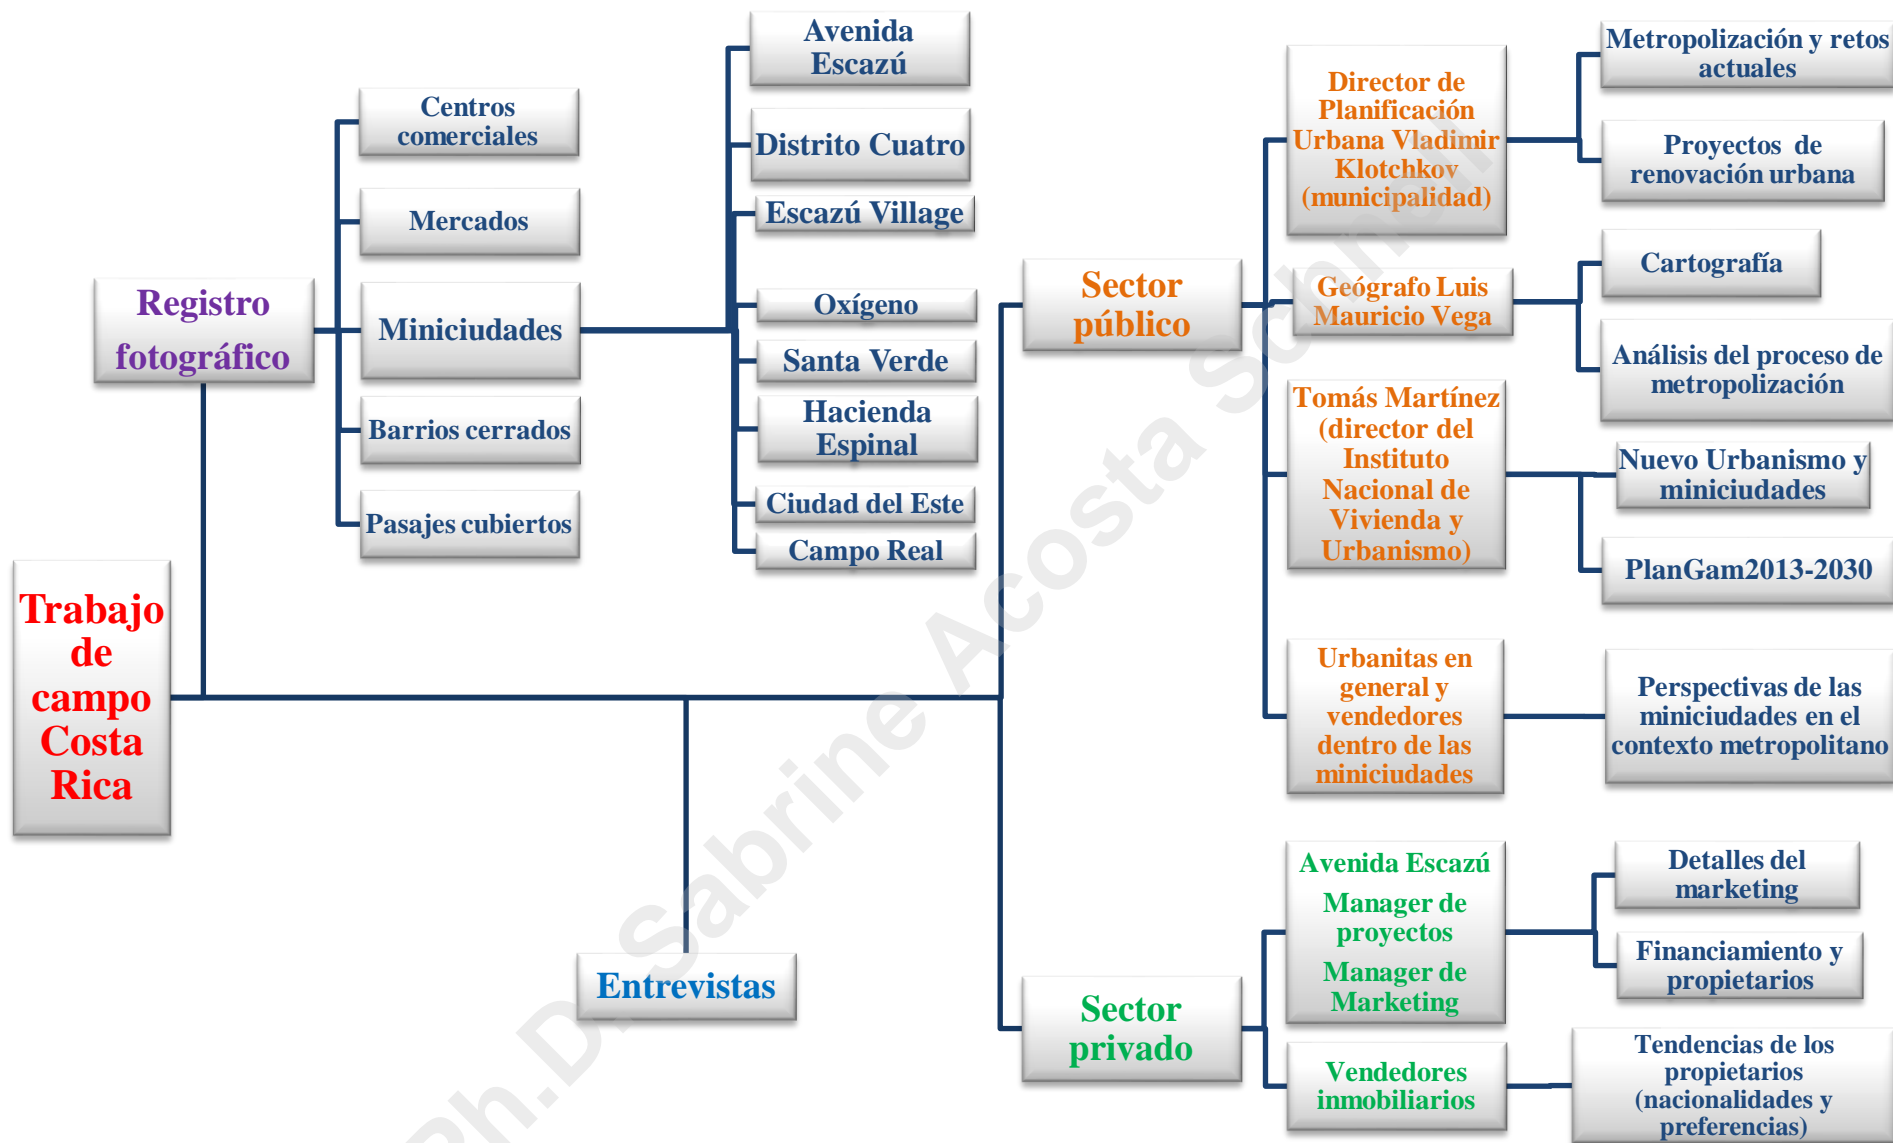 Trabajo
de
campo
Costa
Rica
Registro
fotográfico
Centros
comerciales
Mercados
Miniciudades
Barrios cerrados
Pasajes cubiertos
Avenida
Escazú
Distrito Cuatro
Escazú Village
Oxígeno
Santa Verde
Hacienda
Espinal
Ciudad del Este
Campo Real
Entrevistas
Sector
público
Director de
Planificación
Urbana Vladimir
Klotchkov
(municipalidad)
Metropolización y retos
actuales
Proyectos de
renovación urbana
Geógrafo Luis
Mauricio Vega
Cartografía
Análisis del proceso de
metropolización
Tomás Martínez
(director del
Instituto
Nacional de
Vivienda y
Urbanismo)
Nuevo Urbanismo y
miniciudades
PlanGam2013-2030
Urbanitas en
general y
vendedores
dentro de las
miniciudades
Perspectivas de las
miniciudades en el
contexto metropolitano
Sector
privado
Avenida Escazú
Manager de
proyectos
Manager de
Marketing
Detalles del
marketing
Financiamiento y
propietarios
Vendedores
inmobiliarios
Tendencias de los
propietarios
(nacionalidades y
preferencias)
Ph.D. Sabrine Acosta Schnell